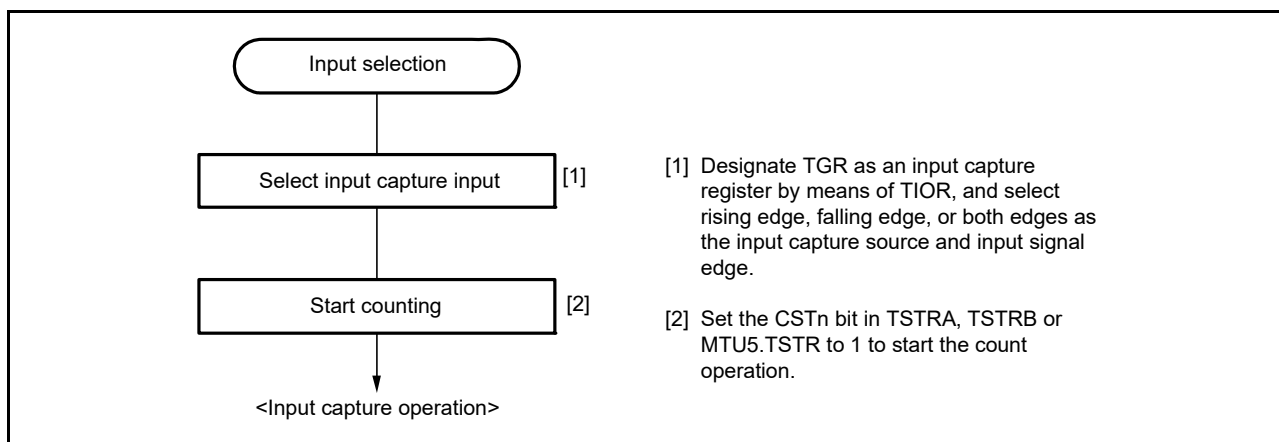 Input selection
Select input capture input [1]
Start counting [2]
<Input capture operation>
[1] Designate TGR as an input capture
register by means of TIOR, and select
rising edge, falling edge, or both edges as
the input capture source and input signal
edge.
[2] Set the CSTn bit in TSTRA, TSTRB or
MTU5.TSTR to 1 to start the count
operation.